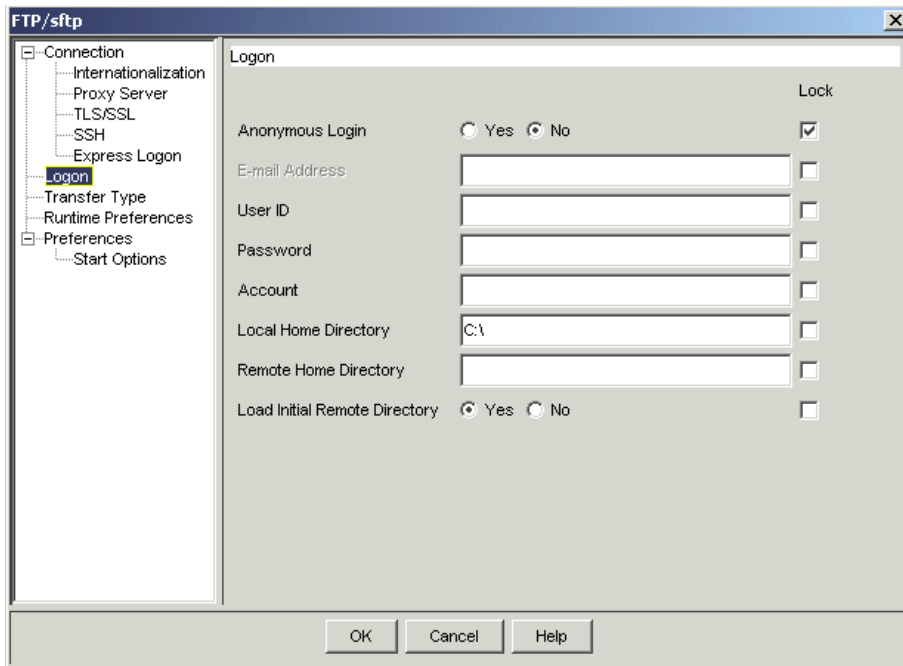 FTP/sftp
Connection
Internationalization
Proxy Server
TLS/SSL
SSH
Express Logon
Logon
Transfer Type
Runtime Preferences
Preferences
Start Options
Logon
Lock
Anonymous Login Yes No
E-mail Address
User ID
Password
Account
Local Home Directory C:\
Remote Home Directory
Load Initial Remote Directory Yes No
OK Cancel Help